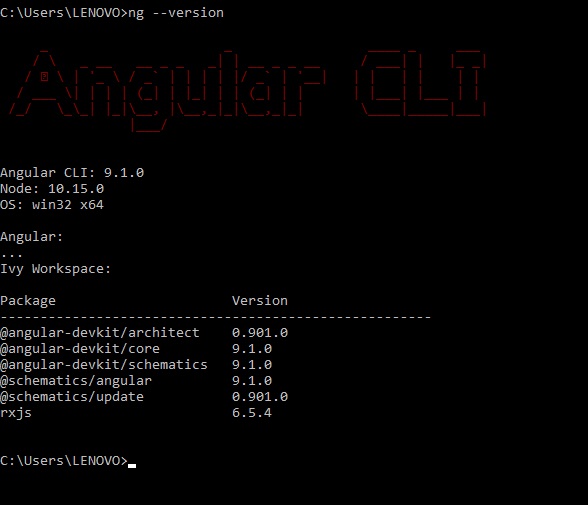 C:\Users\LENOVO>ng --version
Angular CLI
Angular CLI: 9.1.0
Node: 10.15.0
OS: win32 x64
Angular:
...
Ivy Workspace:
Package Version
------------------------------------------------------
@angular-devkit/architect 0.901.0
@angular-devkit/core 9.1.0
@angular-devkit/schematics 9.1.0
@schematics/angular 9.1.0
@schematics/update 0.901.0
rxjs 6.5.4
C:\Users\LENOVO>